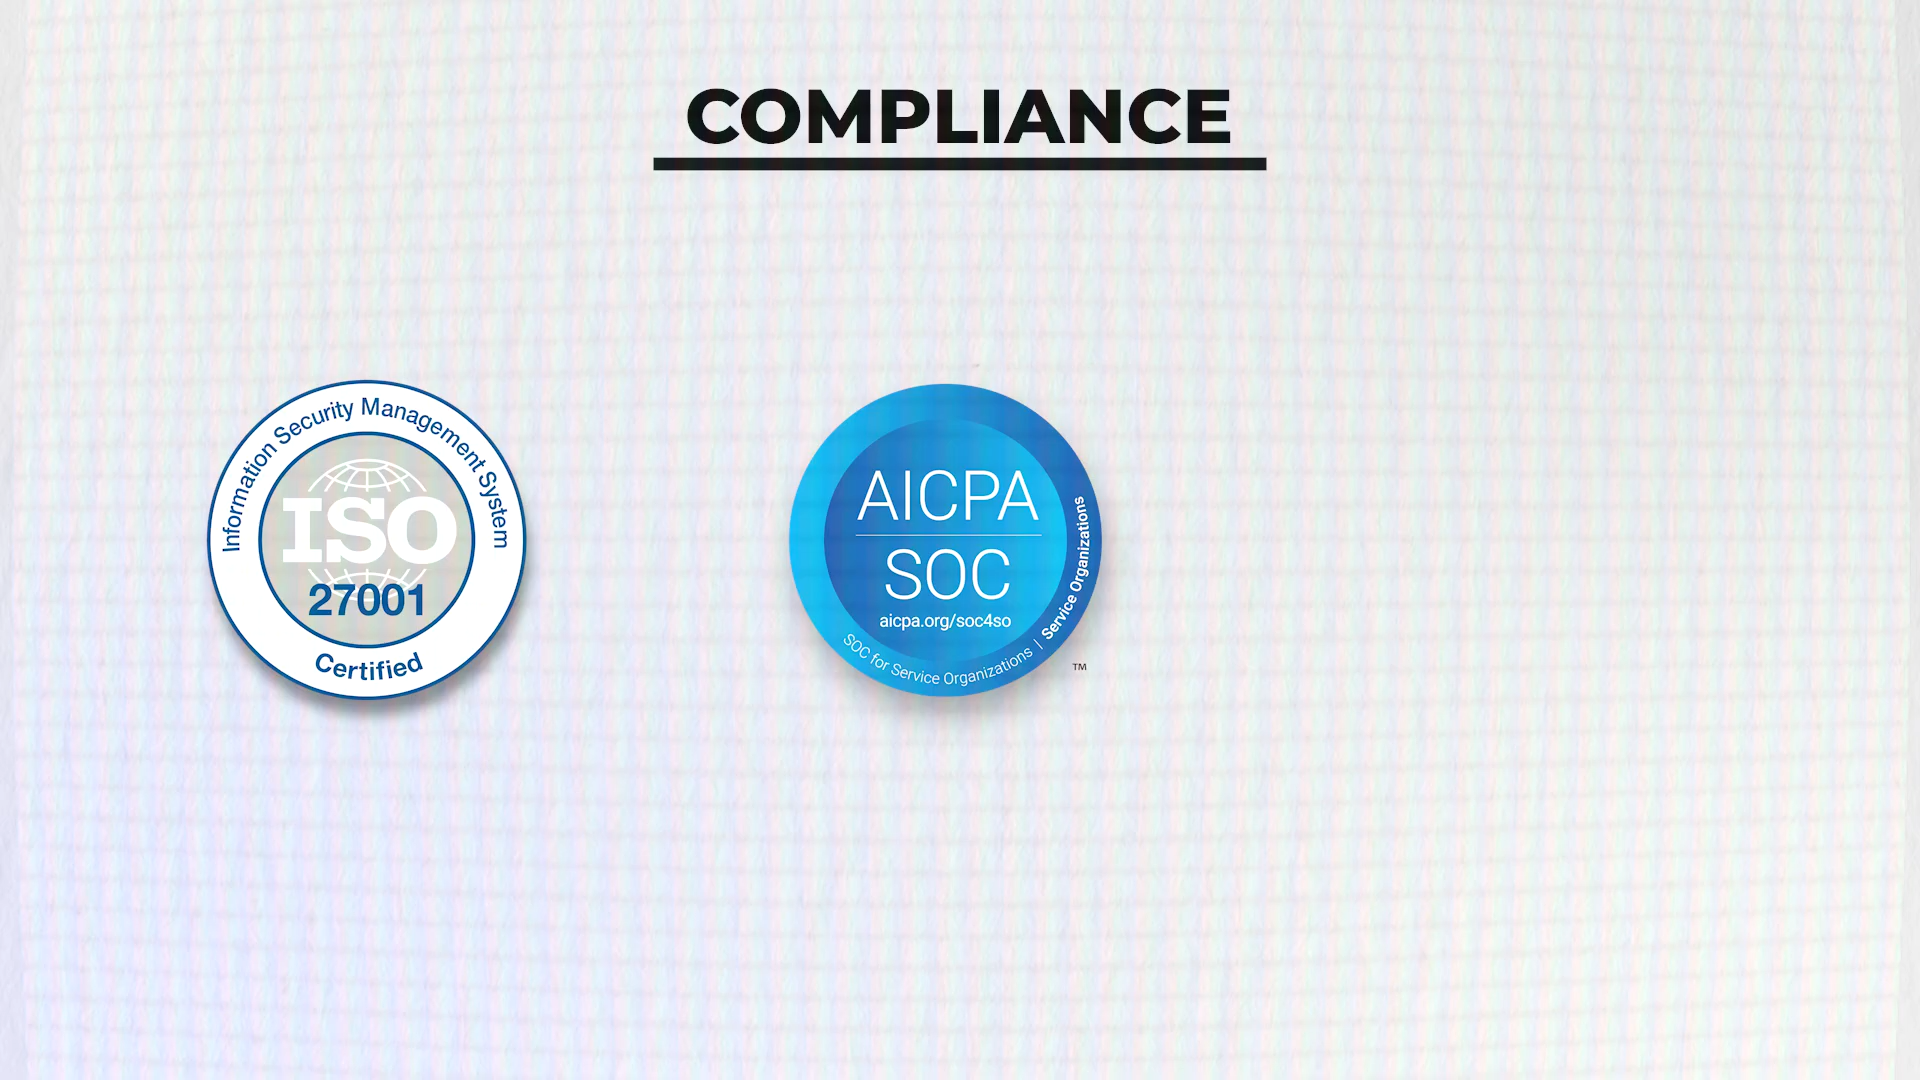 COMPLIANCE
Information Security Management System
ISO
27001
Certified
AICPA
SOC
aicpa.org/soc4so
SOC for Service Organizations | Service Organizations
TM